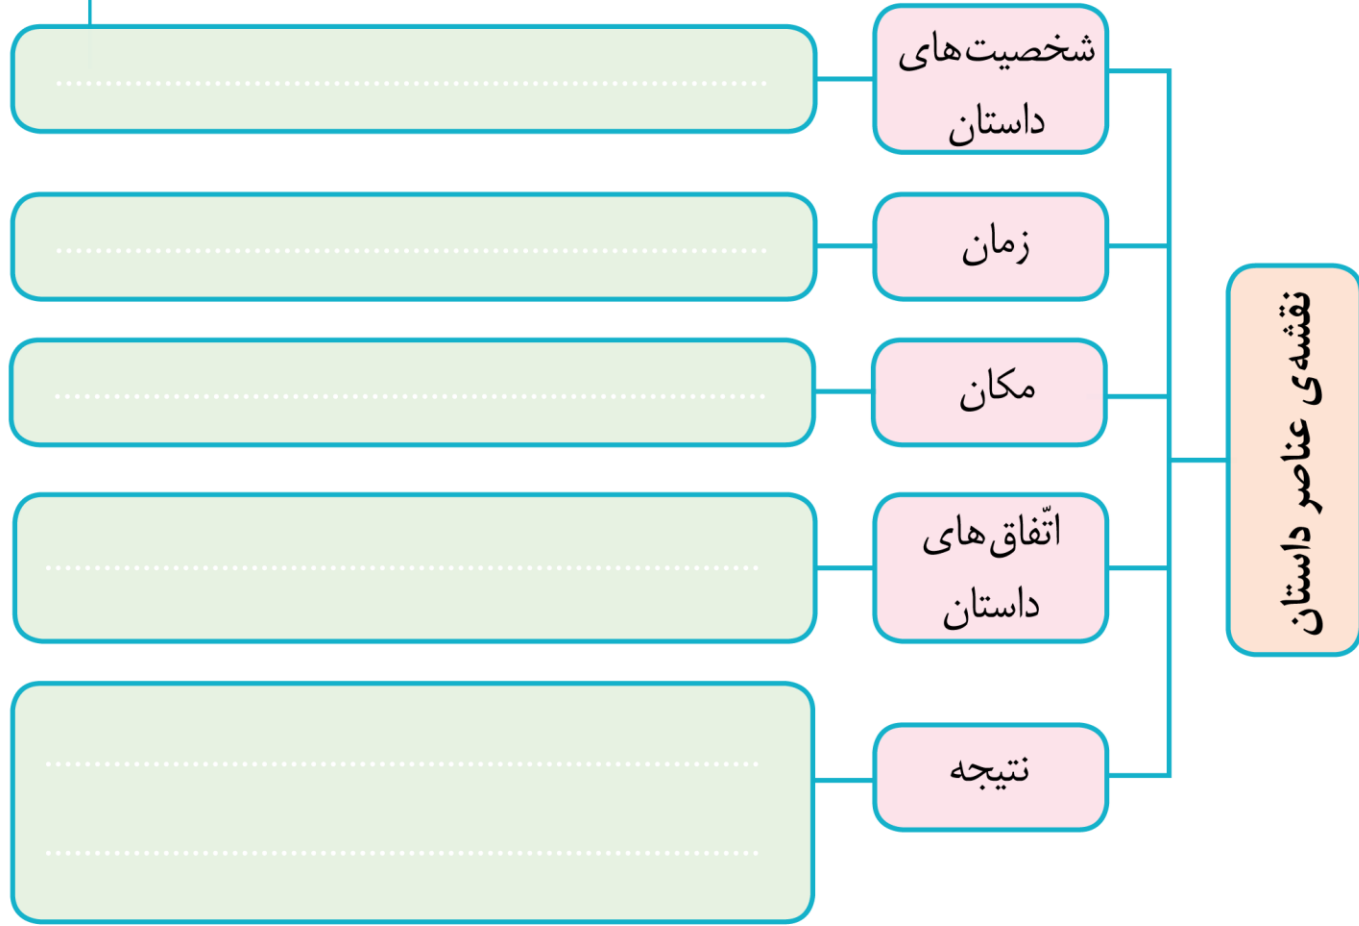 نقشه‌ی عناصر داستان
شخصیت‌های
داستان
زمان
مکان
اتّفاق‌های
داستان
نتیجه